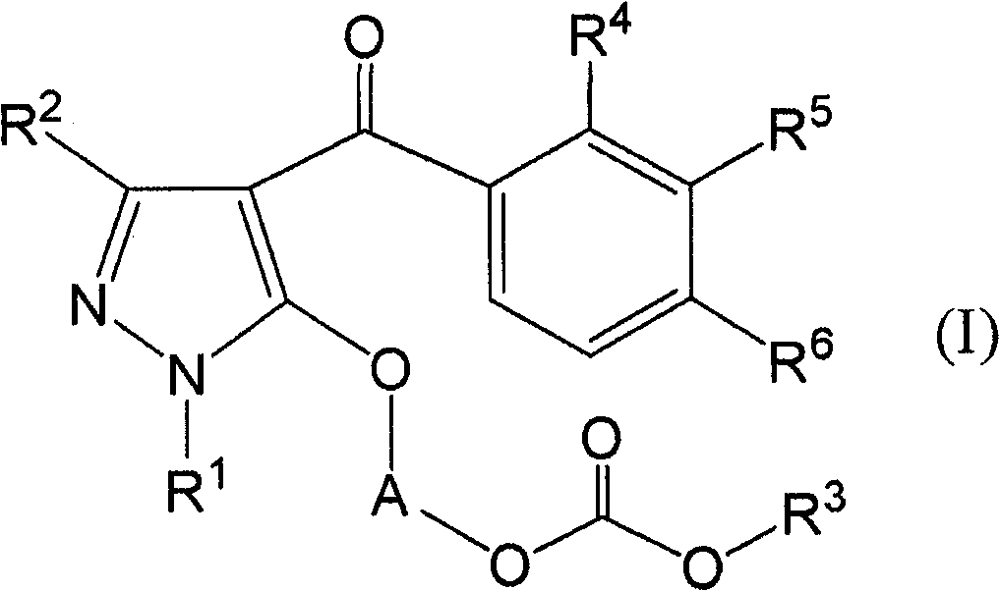 O R⁴
R² R⁵
N
N O R⁶ (I)
R¹ A O R³
O O